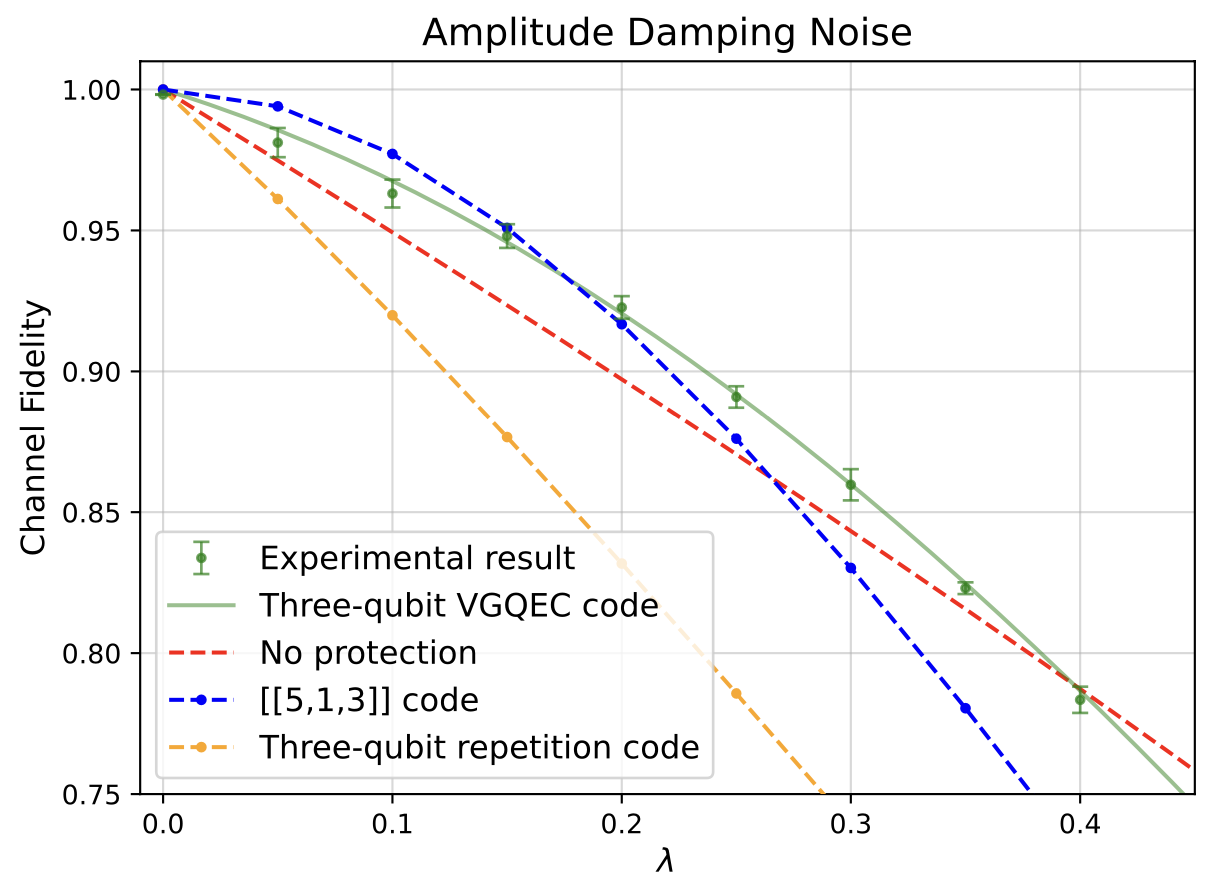 Amplitude Damping Noise
Channel Fidelity
1.00
0.95
0.90
0.85
0.80
0.75
Experimental result
Three-qubit VGQEC code
No protection
[[5,1,3]] code
Three-qubit repetition code
0.0 0.1 0.2 0.3 0.4
λ